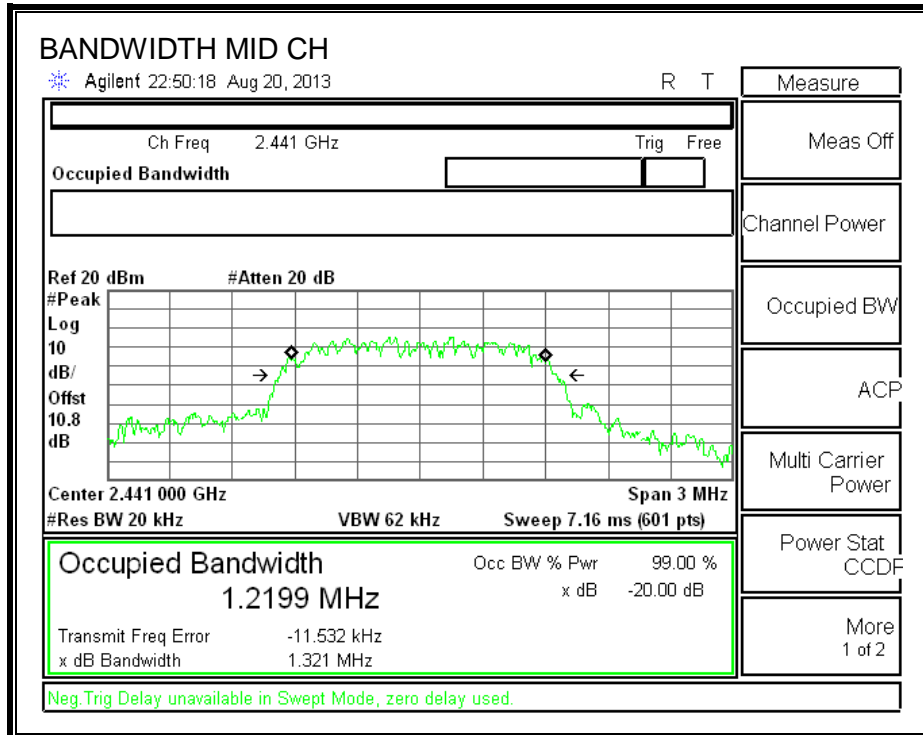 BANDWIDTH MID CH
Agilent 22:50:18 Aug 20, 2013 R T
Ch Freq 2.441 GHz Trig Free
Occupied Bandwidth
Ref 20 dBm #Atten 20 dB
#Peak
Log
10
dB/
Offst
10.8
dB
Center 2.441 000 GHz Span 3 MHz
#Res BW 20 kHz VBW 62 kHz Sweep 7.16 ms (601 pts)
Occupied Bandwidth Occ BW % Pwr 99.00 %
1.2199 MHz x dB -20.00 dB
Transmit Freq Error -11.532 kHz
x dB Bandwidth 1.321 MHz
Neg.Trig Delay unavailable in Swept Mode, zero delay used.
Measure
Meas Off
Channel Power
Occupied BW
ACP
Multi Carrier
Power
Power Stat
CCDF
More
1 of 2